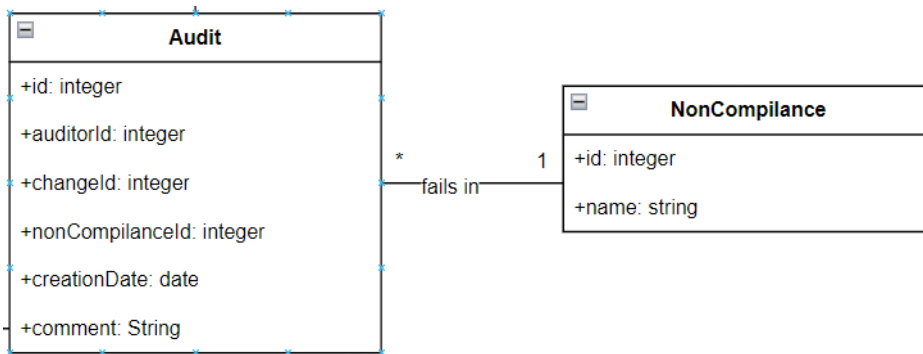 Audit
+id: integer
+auditorId: integer
+changeId: integer
+nonCompilanceId: integer
+creationDate: date
+comment: String
*
fails in
1
NonCompilance
+id: integer
+name: string